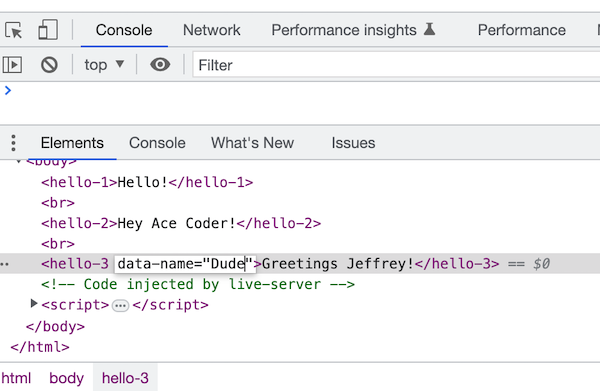 Console Network Performance insights Performance
top ▼ Filter
>
Elements Console What's New Issues
<body>
<hello-1>Hello!</hello-1>
<br>
<hello-2>Hey Ace Coder!</hello-2>
<br>
<hello-3 data-name="Dude">Greetings Jeffrey!</hello-3> == $0
<!-- Code injected by live-server -->
<script>…</script>
</body>
</html>
html body hello-3